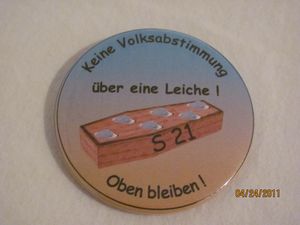 Keine Volksabstimmung
über eine Leiche !
S 21
Oben bleiben !
04/24/2011